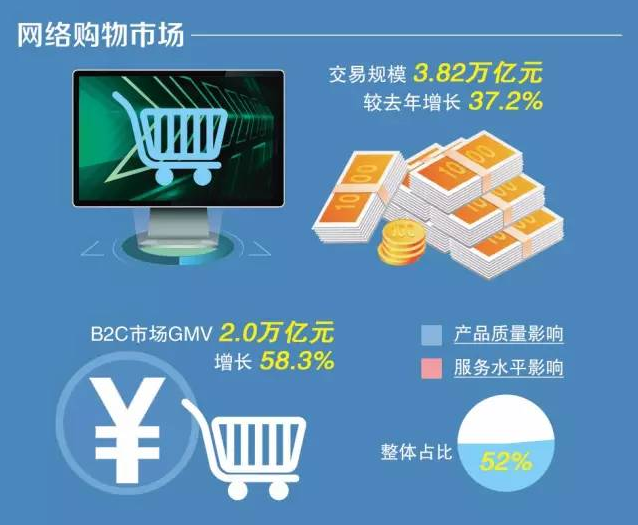 网络购物市场
交易规模 3.82万亿元
较去年增长 37.2%
100
100
100
B2C市场GMV 2.0万亿元
增长 58.3%
产品质量影响
服务水平影响
¥
整体占比 52%